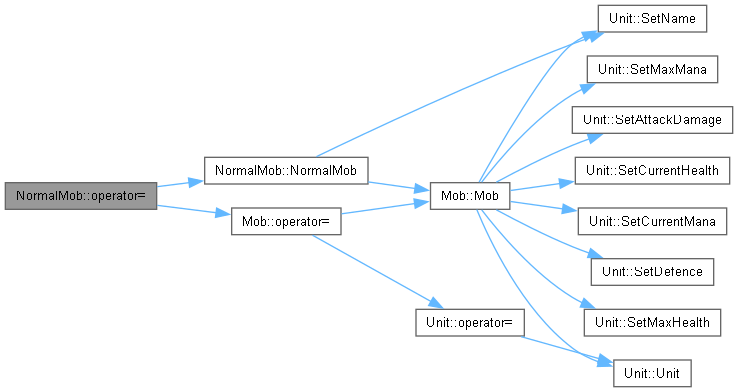 NormalMob::operator=
NormalMob::NormalMob
Mob::operator=
Mob::Mob
Unit::operator=
Unit::SetName
Unit::SetMaxMana
Unit::SetAttackDamage
Unit::SetCurrentHealth
Unit::SetCurrentMana
Unit::SetDefence
Unit::SetMaxHealth
Unit::Unit